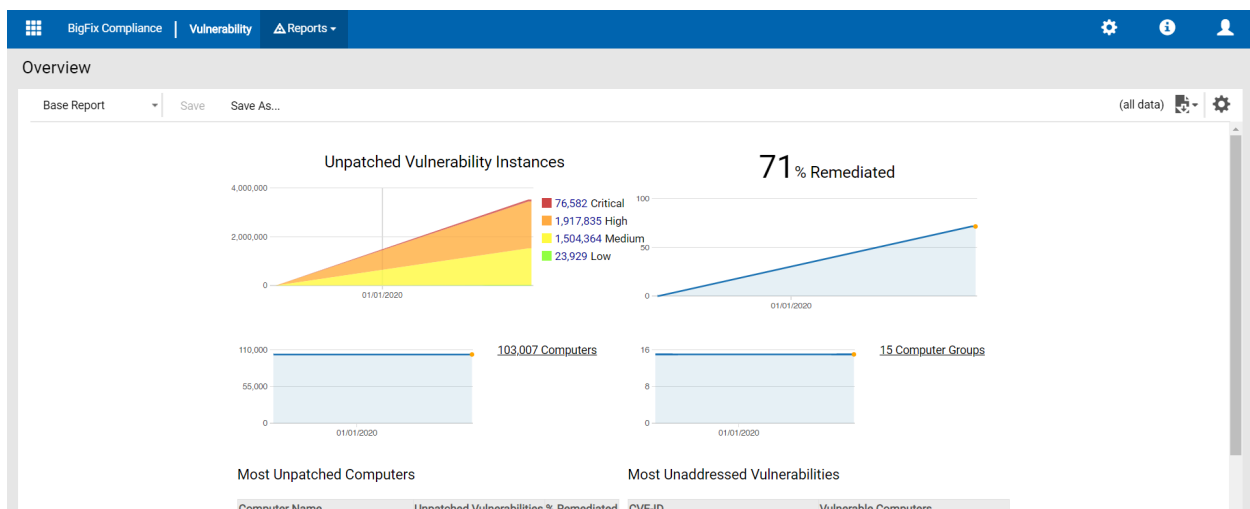 BigFix Compliance | Vulnerability Reports
Overview
Base Report Save Save As... (all data)
Unpatched Vulnerability Instances
4,000,000
2,000,000
0
01/01/2020
76,582 Critical
1,917,835 High
1,504,364 Medium
23,929 Low
71% Remediated
100
50
0
01/01/2020
110,000
55,000
0
01/01/2020
103,007 Computers
16
8
0
01/01/2020
15 Computer Groups
Most Unpatched Computers
Computer Name Unpatched Vulnerabilities % Remediated
Most Unaddressed Vulnerabilities
CVE-ID Vulnerable Computers